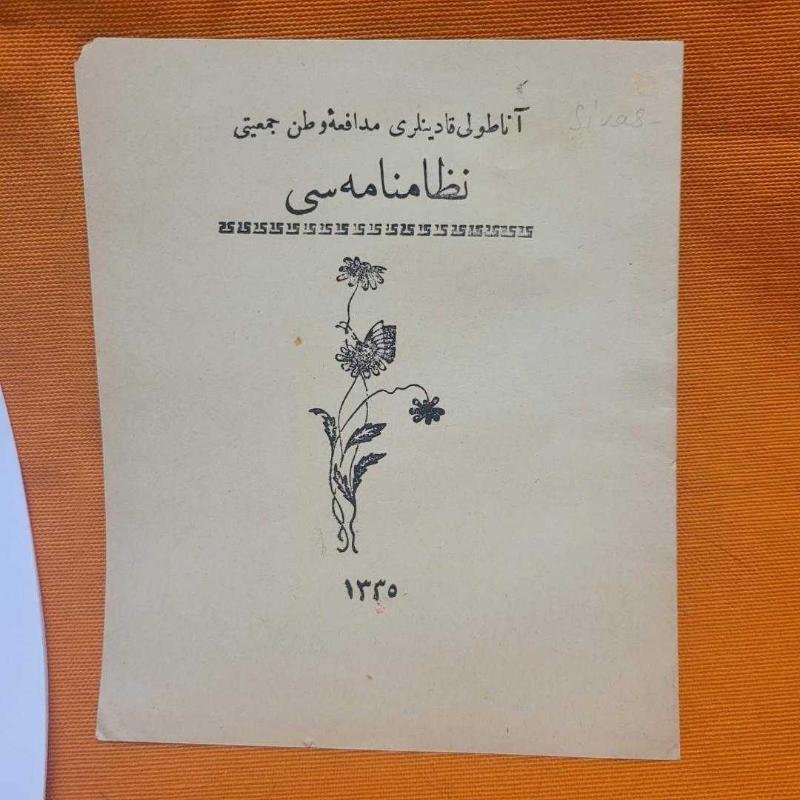 آناطولی قادینلری مدافعهٔ وطن جمعیتی
Sivas-
نظامنامه‌سی
١٣٣٥